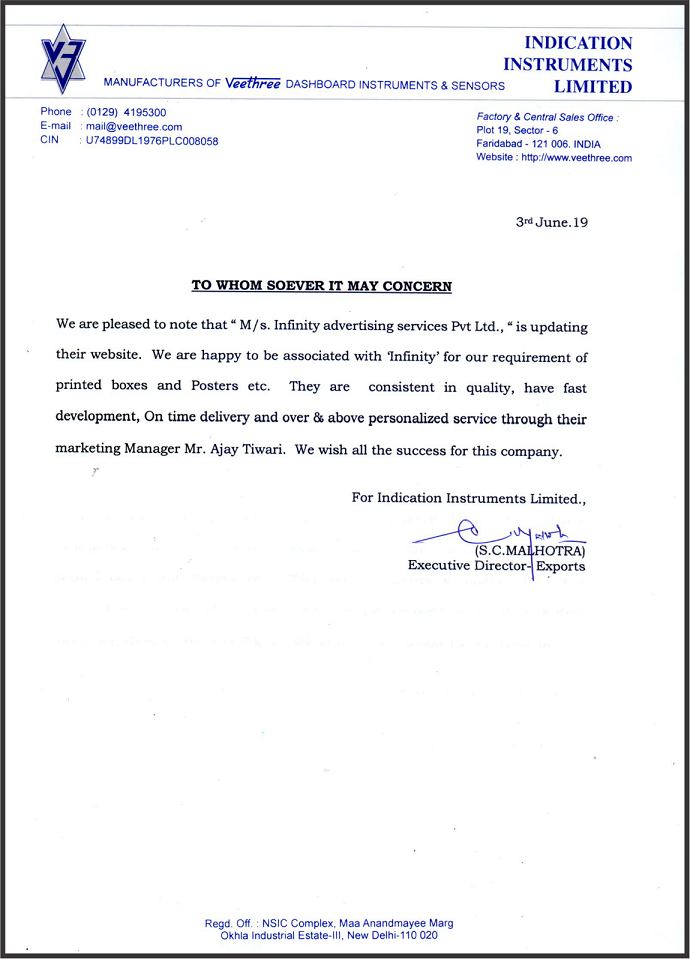 INDICATION
INSTRUMENTS
LIMITED
MANUFACTURERS OF Veethree DASHBOARD INSTRUMENTS & SENSORS
Phone : (0129) 4195300
E-mail : mail@veethree.com
CIN : U74899DL1976PLC008058
Factory & Central Sales Office :
Plot 19, Sector - 6
Faridabad - 121 006. INDIA
Website : http://www.veethree.com
3rd June.19
TO WHOM SOEVER IT MAY CONCERN
We are pleased to note that “ M/s. Infinity advertising services Pvt Ltd., “ is updating
their website. We are happy to be associated with ‘Infinity’ for our requirement of
printed boxes and Posters etc. They are consistent in quality, have fast
development, On time delivery and over & above personalized service through their
marketing Manager Mr. Ajay Tiwari. We wish all the success for this company.
For Indication Instruments Limited.,
(S.C.MALHOTRA)
Executive Director- Exports
Regd. Off. : NSIC Complex, Maa Anandmayee Marg
Okhla Industrial Estate-III, New Delhi-110 020